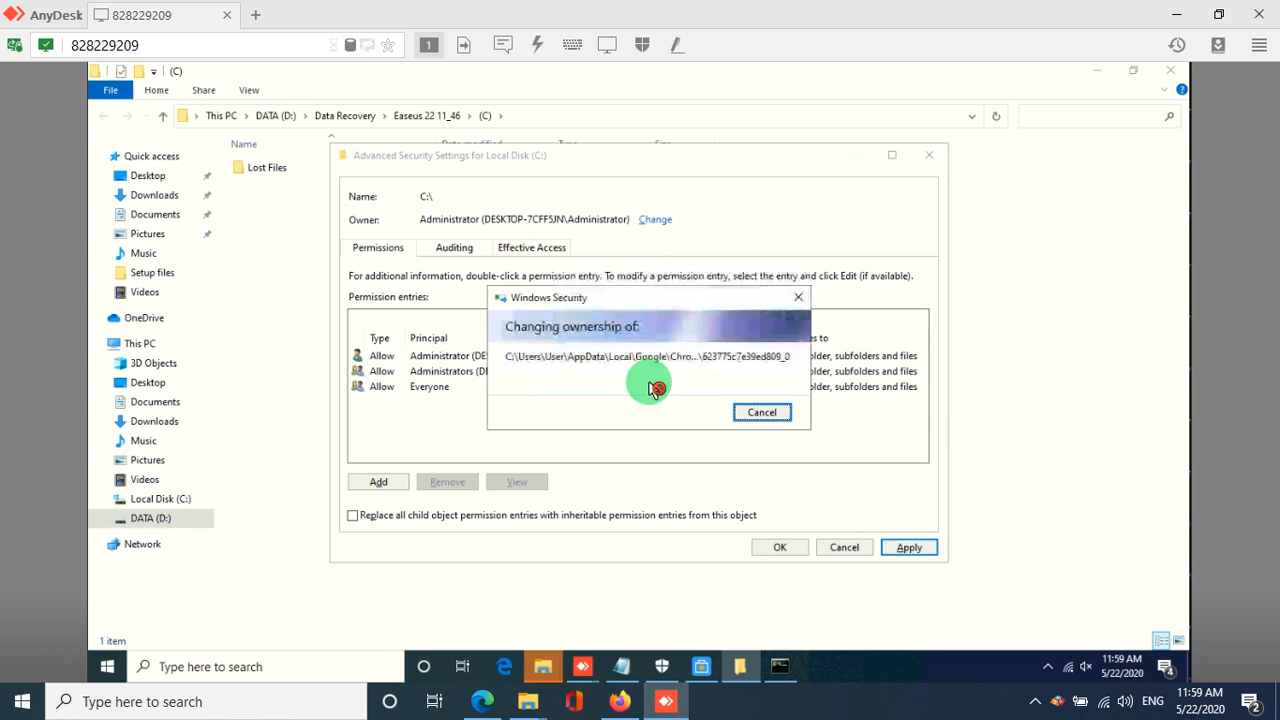 AnyDesk
828229209
828229209
1
(C)
File Home Share View
This PC DATA (D:) Data Recovery Easeus 22 11_46 (C)
Name
Lost Files
Quick access
Desktop
Downloads
Documents
Pictures
Music
Setup files
Videos
OneDrive
This PC
3D Objects
Desktop
Documents
Downloads
Music
Pictures
Videos
Local Disk (C:)
DATA (D:)
Network
Advanced Security Settings for Local Disk (C:)
Name: C:\
Owner: Administrator (DESKTOP-7CFF5JN\Administrator) Change
Permissions Auditing Effective Access
For additional information, double-click a permission entry. To modify a permission entry, select the entry and click Edit (if available).
Permission entries:
Type Principal
Allow Administrator (DE
Allow Administrators (DE
Allow Everyone
older, subfolders and files
older, subfolders and files
older, subfolders and files
Windows Security
Changing ownership of:
C:\Users\User\AppData\Local\Google\Chro...\623775c7e39ed809_0
Cancel
Add Remove View
Replace all child object permission entries with inheritable permission entries from this object
OK Cancel Apply
1 item
Type here to search
11:59 AM
5/22/2020
4
Type here to search
ENG
11:59 AM
5/22/2020
2